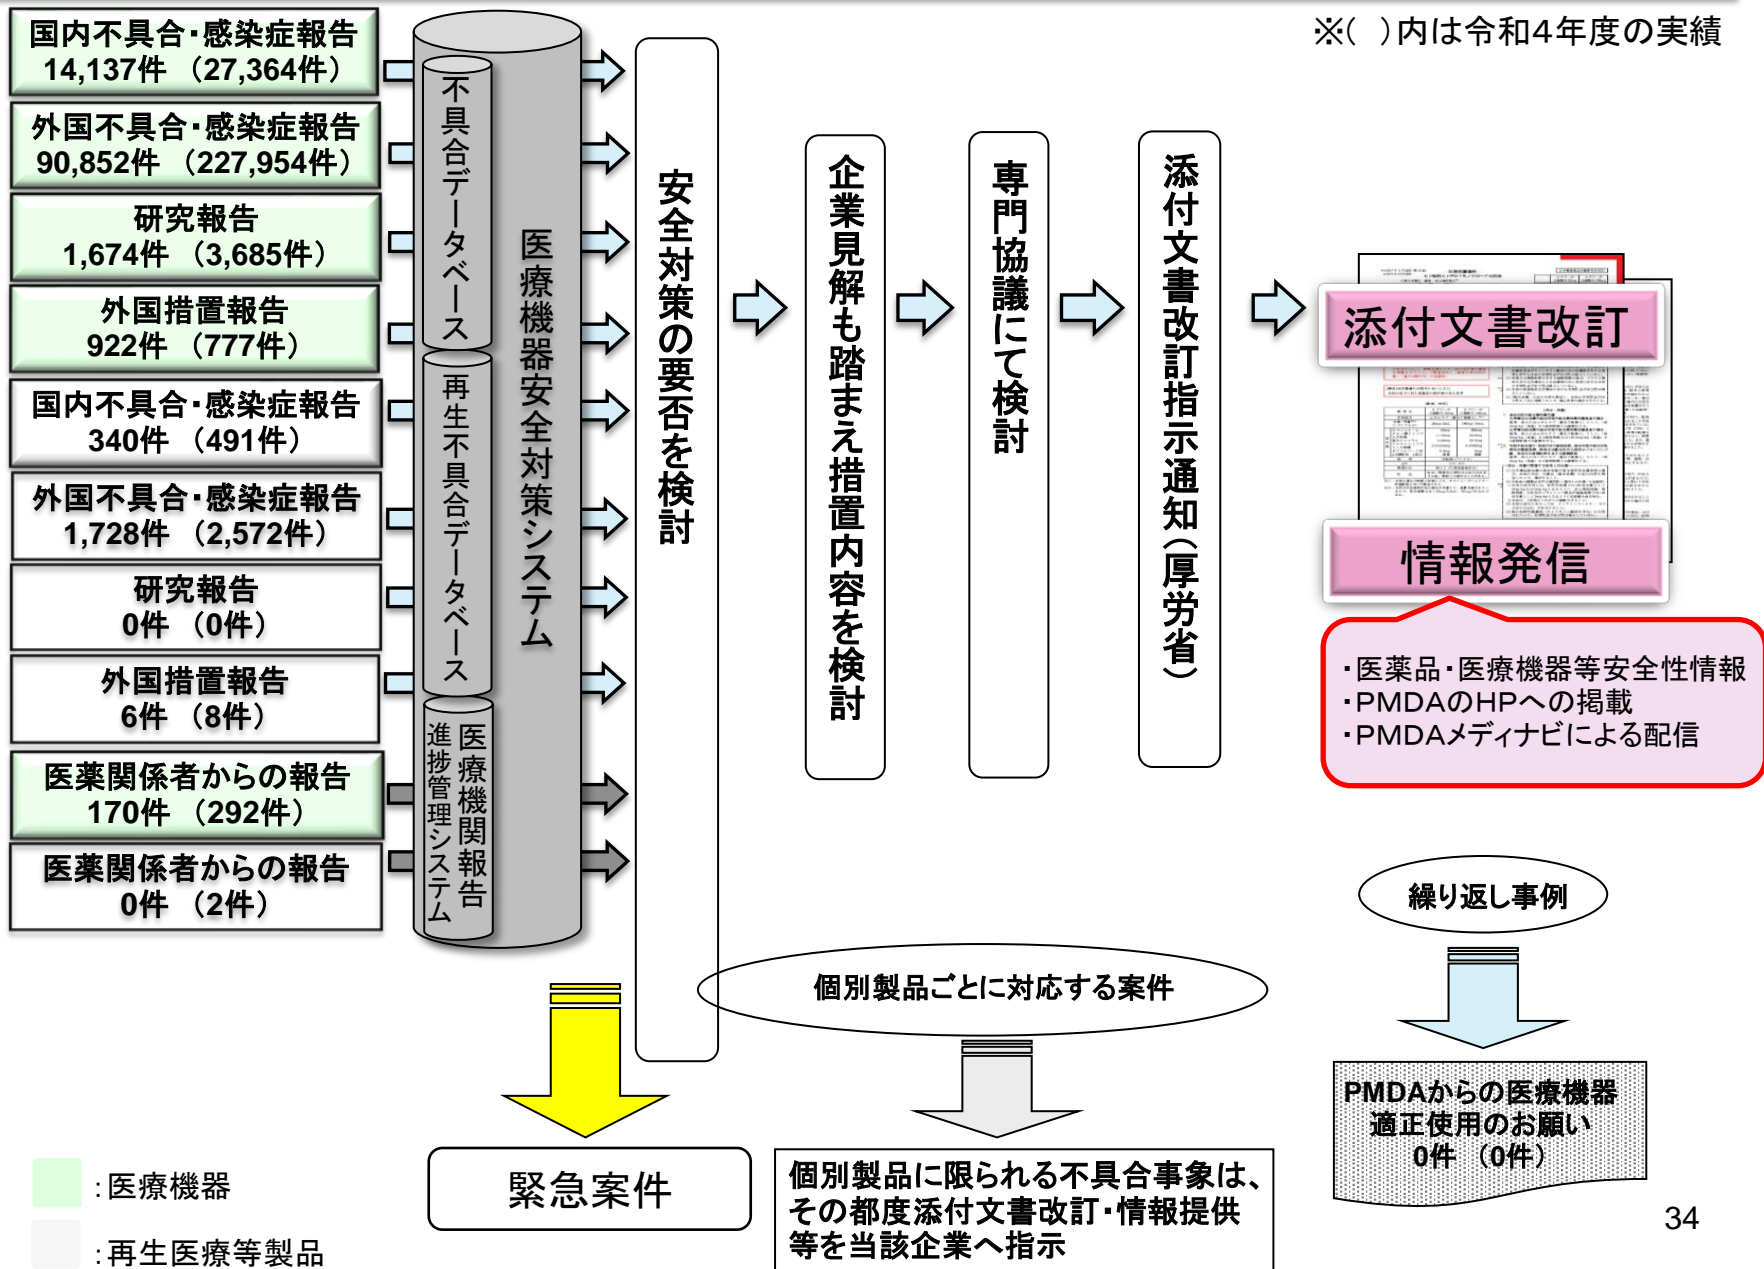 ※(　)内は令和4年度の実績
国内不具合・感染症報告
14,137件 （27,364件）
外国不具合・感染症報告
90,852件 （227,954件）
研究報告
1,674件 （3,685件）
外国措置報告
922件 （777件）
国内不具合・感染症報告
340件 （491件）
外国不具合・感染症報告
1,728件 （2,572件）
研究報告
0件 （0件）
外国措置報告
6件 （8件）
医薬関係者からの報告
170件 （292件）
医薬関係者からの報告
0件 （2件）
不具合データベース
再生不具合データベース
医療機関報告
進捗管理システム
医療機器安全対策システム
安全対策の要否を検討
企業見解も踏まえ措置内容を検討
専門協議にて検討
添付文書改訂指示通知（厚労省）
添付文書改訂
情報発信
・医薬品・医療機器等安全性情報
・PMDAのHPへの掲載
・PMDAメディナビによる配信
繰り返し事例
個別製品ごとに対応する案件
PMDAからの医療機器
適正使用のお願い
0件 （0件）
緊急案件
個別製品に限られる不具合事象は、
その都度添付文書改訂・情報提供
等を当該企業へ指示
：医療機器
：再生医療等製品
34